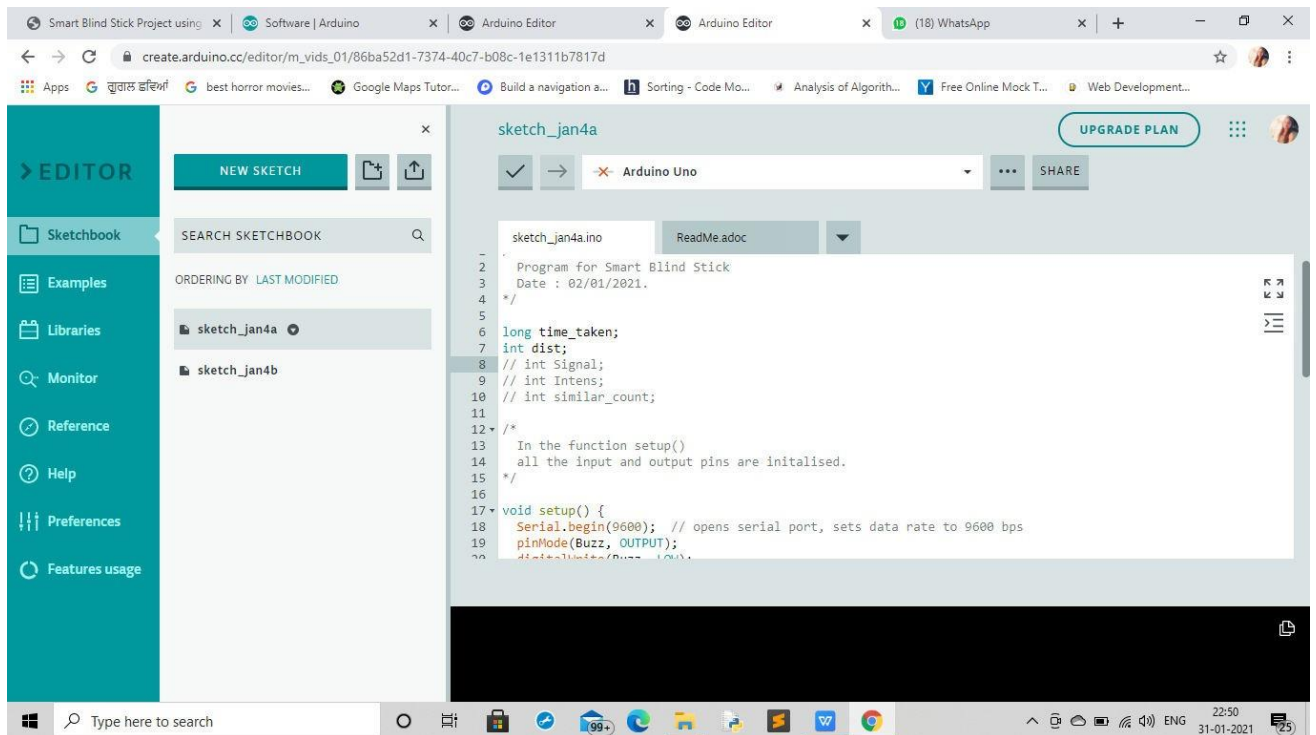 Smart Blind Stick Project using
Software | Arduino
Arduino Editor
Arduino Editor
(18) WhatsApp
create.arduino.cc/editor/m_vids_01/86ba52d1-7374-40c7-b08c-1e1311b7817d
Apps
ਗੂਗਲ ਛਵੀਆਂ
best horror movies...
Google Maps Tutor...
Build a navigation a...
Sorting - Code Mo...
Analysis of Algorith...
Free Online Mock T...
Web Development...
EDITOR
Sketchbook
Examples
Libraries
Monitor
Reference
Help
Preferences
Features usage
NEW SKETCH
SEARCH SKETCHBOOK
ORDERING BY LAST MODIFIED
sketch_jan4a
sketch_jan4b
sketch_jan4a
UPGRADE PLAN
Arduino Uno
SHARE
sketch_jan4a.ino
ReadMe.adoc
2 Program for Smart Blind Stick
3 Date : 02/01/2021.
4 */
5
6 long time_taken;
7 int dist;
8 // int Signal;
9 // int Intens;
10 // int similar_count;
11
12 /*
13 In the function setup()
14 all the input and output pins are initalised.
15 */
16
17 void setup() {
18 Serial.begin(9600); // opens serial port, sets data rate to 9600 bps
19 pinMode(Buzz, OUTPUT);
20 digitalWrite(Buzz, LOW);
Type here to search
99+
ENG
22:50
31-01-2021
25